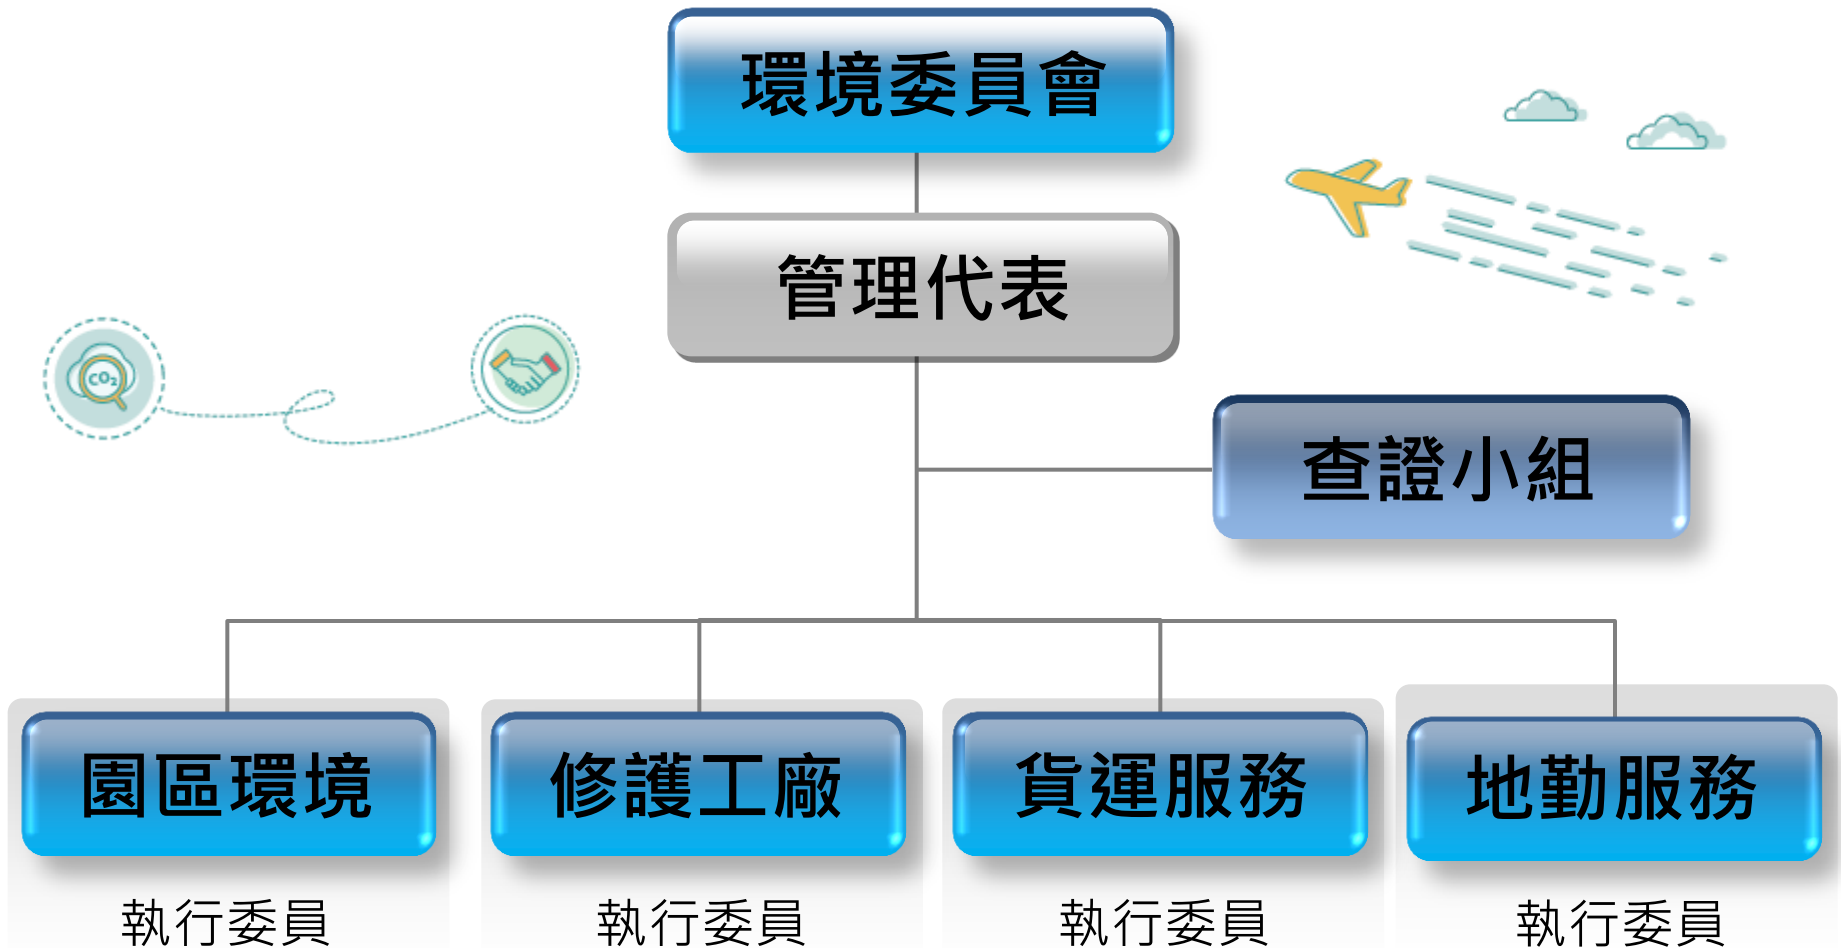 環境委員會
管理代表
CO₂
查證小組
園區環境
修護工廠
貨運服務
地勤服務
執行委員
執行委員
執行委員
執行委員